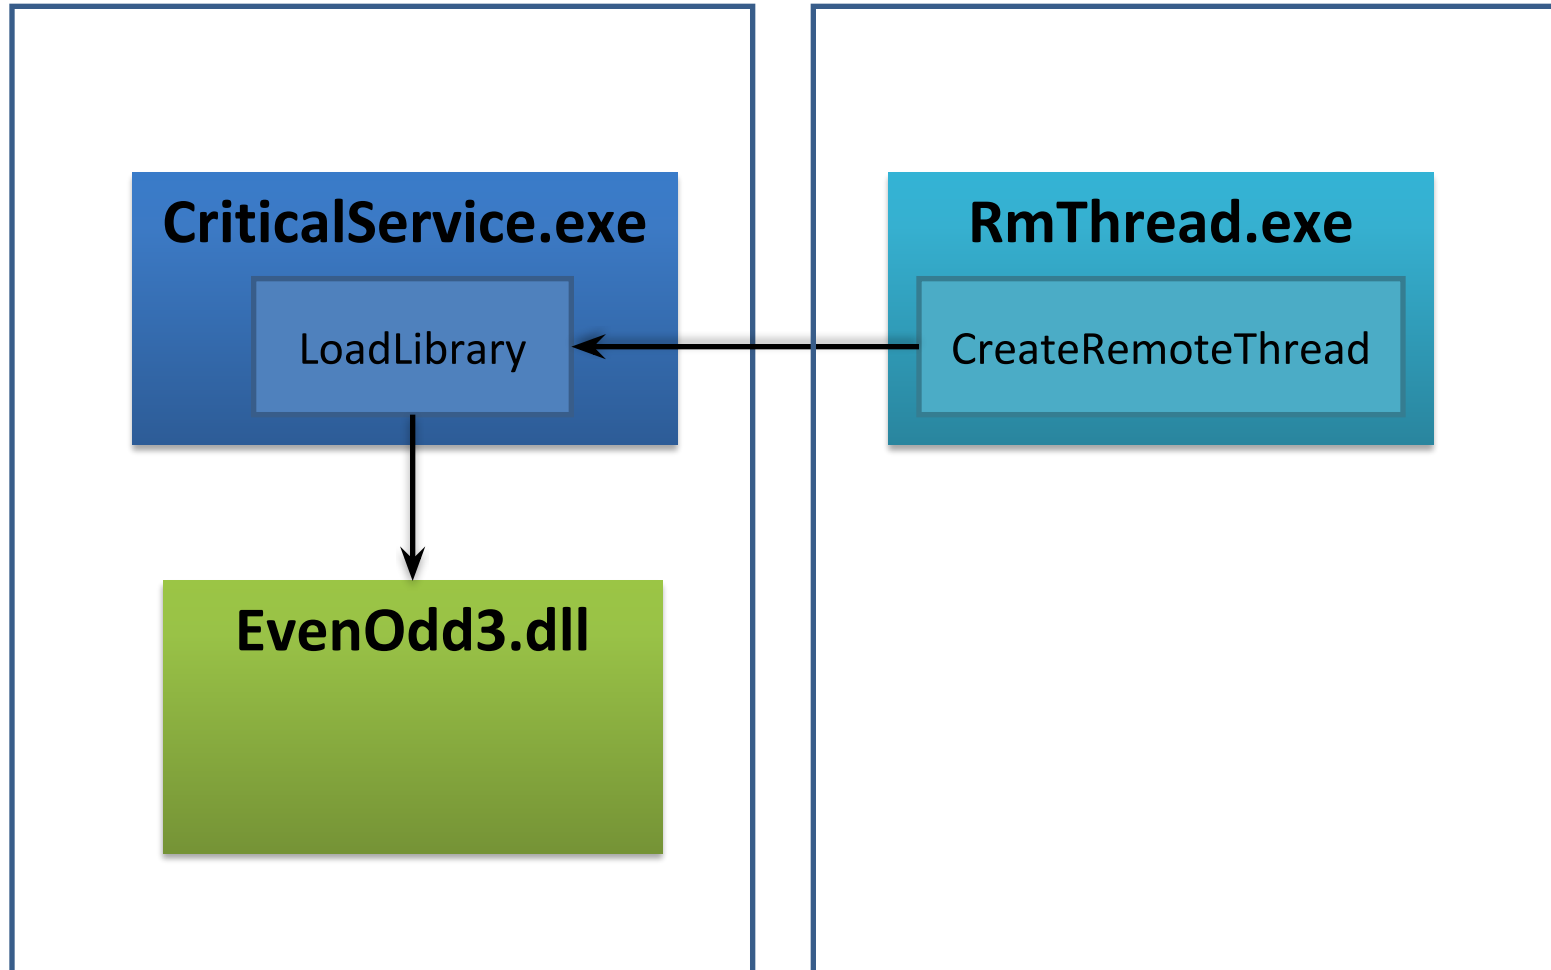 CriticalService.exe
LoadLibrary
EvenOdd3.dll
RmThread.exe
CreateRemoteThread